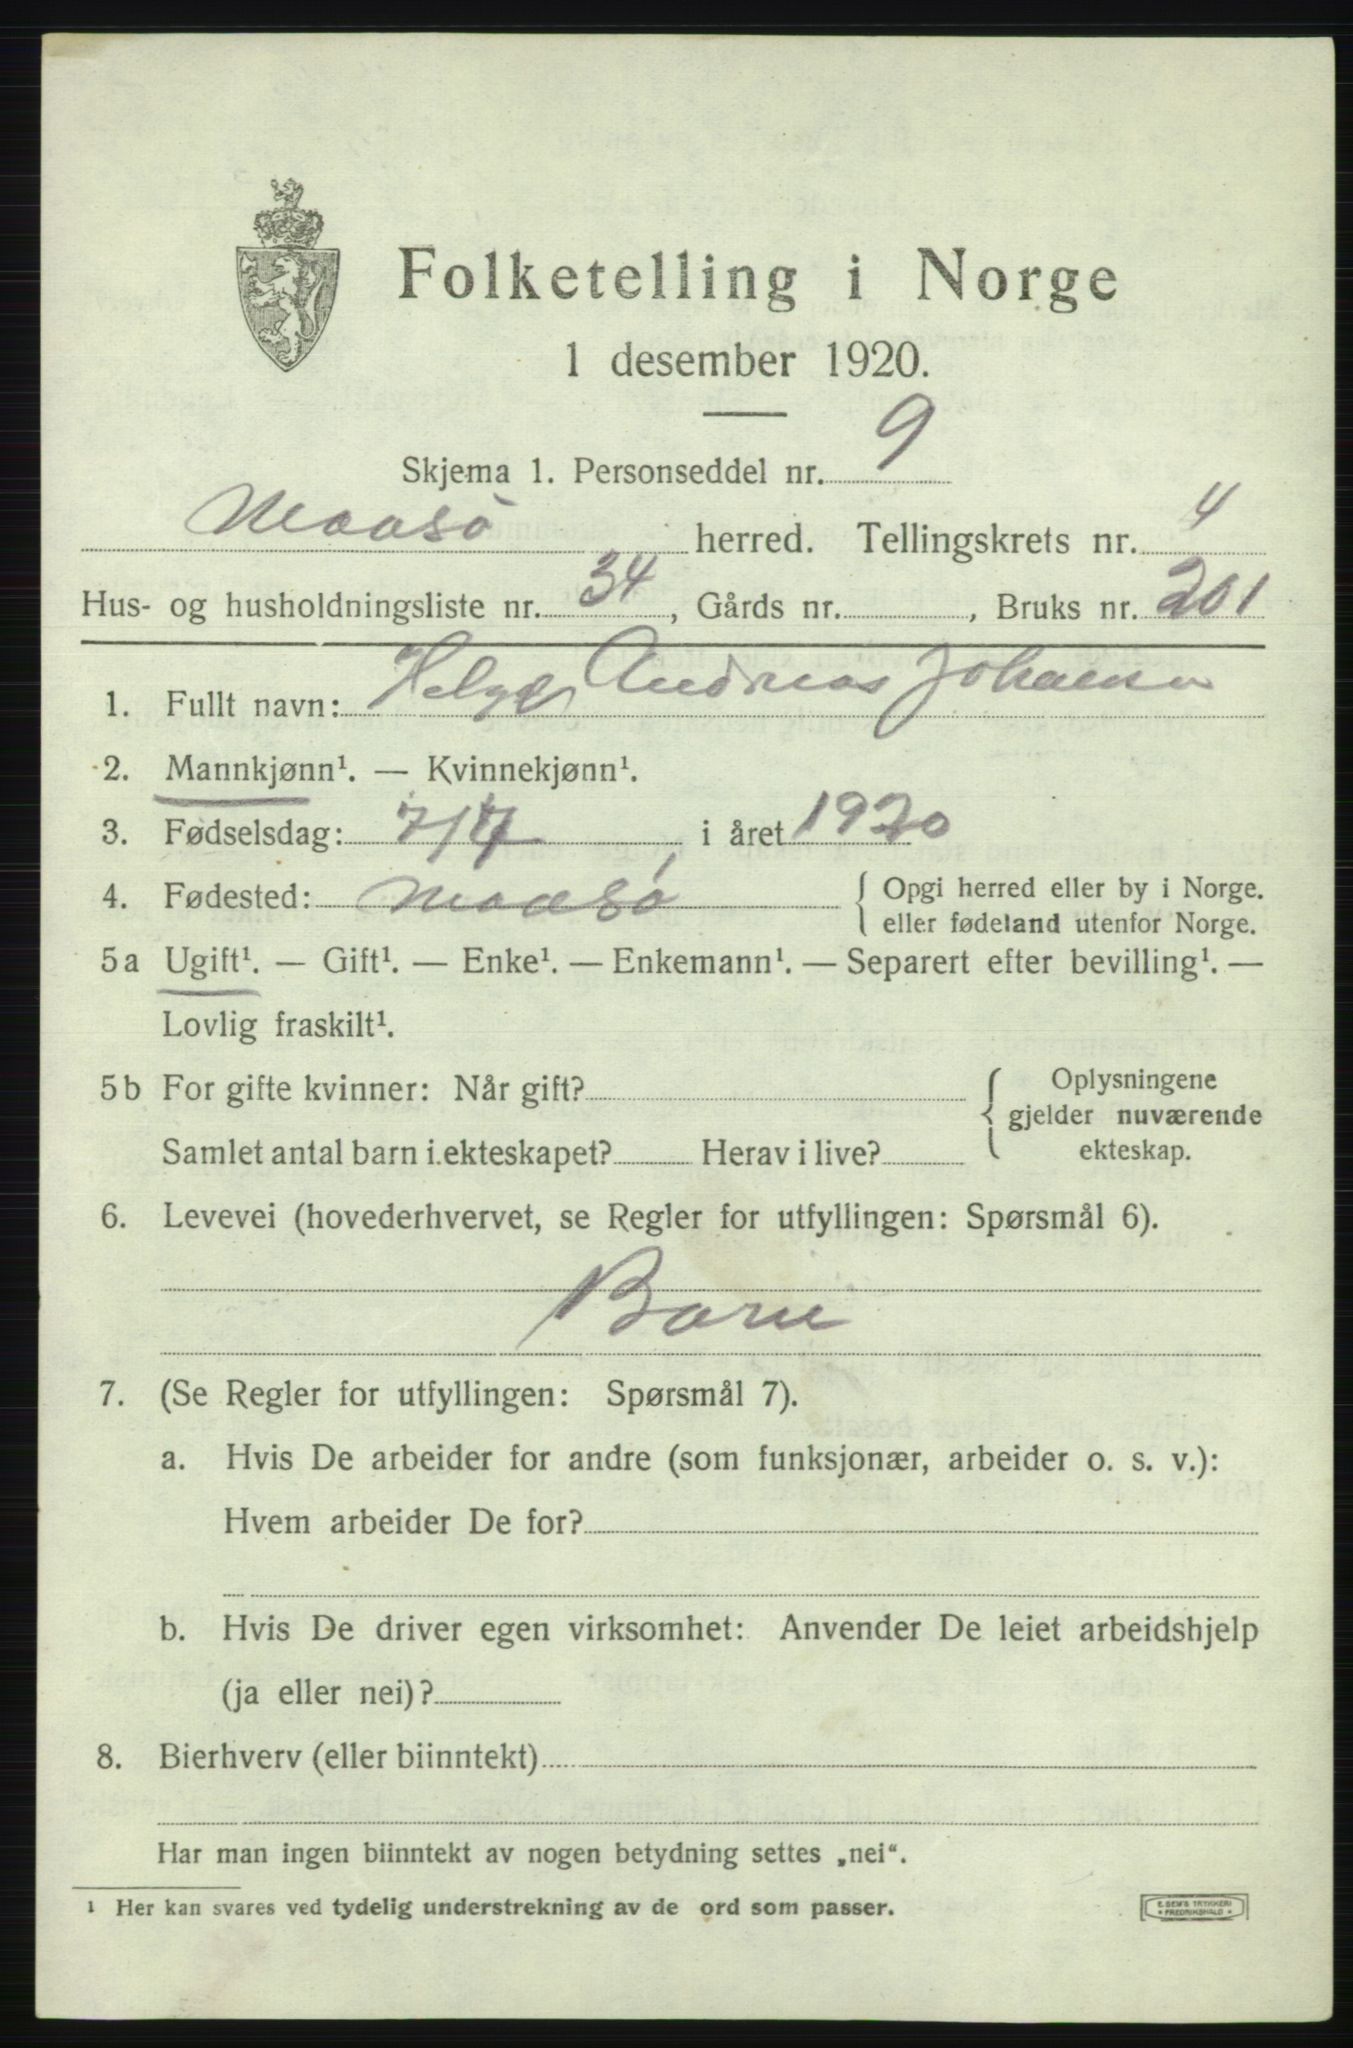 Folketelling i Norge
1 desember 1920.
Skjema 1. Personseddel nr. 9
Maasö herred. Tellingskrets nr. 4
Hus- og husholdningsliste nr. 34, Gårds nr. , Bruks nr. 201
1. Fullt navn: Helge Andreas Johansen
2. Mannkjønn¹. — Kvinnekjønn¹.
3. Fødselsdag: 7/7 i året 1920
4. Fødested: Maasö { Opgi herred eller by i Norge.
eller fødeland utenfor Norge.
5a Ugift¹. — Gift¹. — Enke¹. — Enkemann¹. — Separert efter bevilling¹. —
Lovlig fraskilt¹.
5b For gifte kvinner: Når gift? { Oplysningene
gjelder nuværende
Samlet antal barn i ekteskapet? Herav i live? ekteskap.
6. Levevei (hovederhvervet, se Regler for utfyllingen: Spørsmål 6).
Barn
7. (Se Regler for utfyllingen: Spørsmål 7).
a. Hvis De arbeider for andre (som funksjonær, arbeider o. s. v.):
Hvem arbeider De for?
b. Hvis De driver egen virksomhet: Anvender De leiet arbeidshjelp
(ja eller nei)?
8. Bierhverv (eller biinntekt)
Har man ingen biinntekt av nogen betydning settes „nei“.
¹ Her kan svares ved tydelig understrekning av de ord som passer.
E. SEM'S TRYKKERI
FREDRIKSHALD